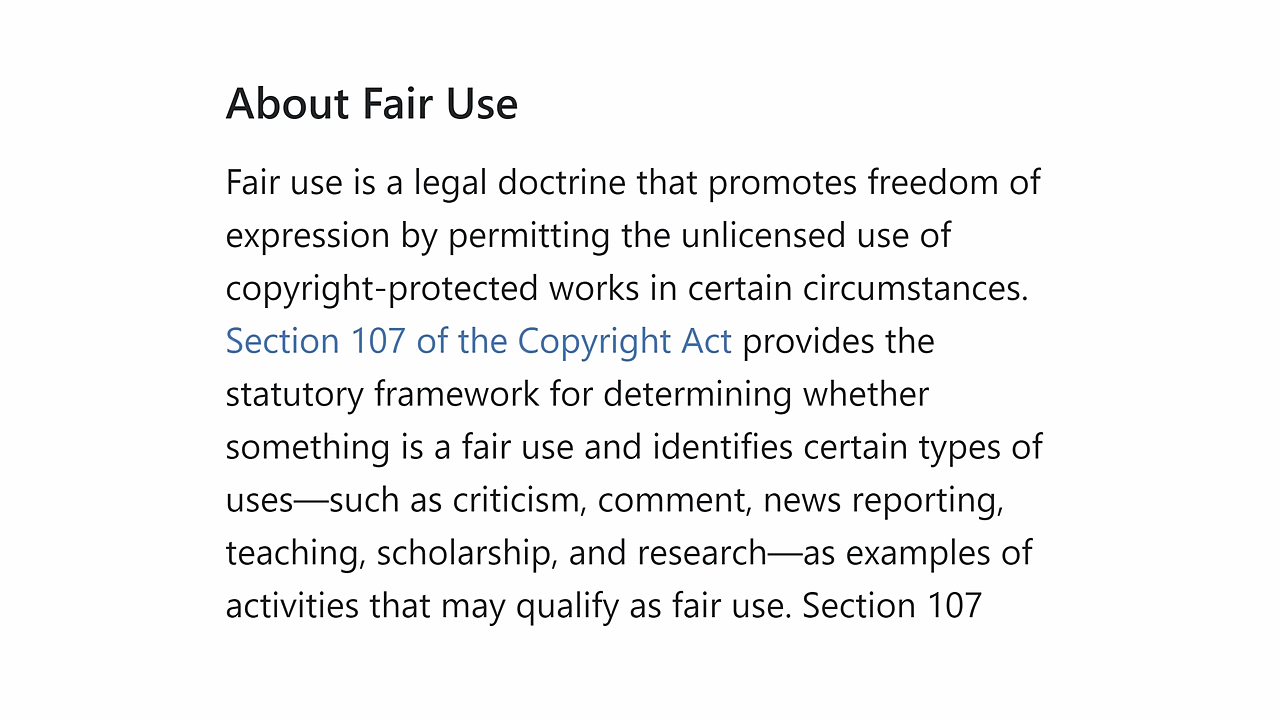 About Fair Use
Fair use is a legal doctrine that promotes freedom of
expression by permitting the unlicensed use of
copyright-protected works in certain circumstances.
Section 107 of the Copyright Act provides the
statutory framework for determining whether
something is a fair use and identifies certain types of
uses—such as criticism, comment, news reporting,
teaching, scholarship, and research—as examples of
activities that may qualify as fair use. Section 107